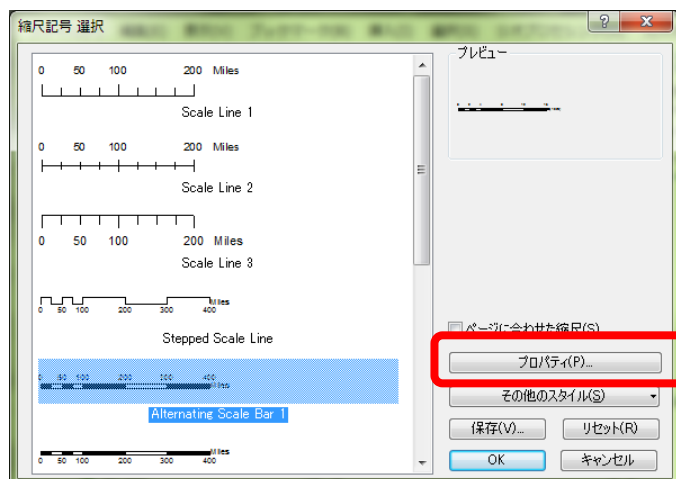 縮尺記号 選択
プレビュー
0 50 100 200 Miles
Scale Line 1
0 50 100 200 Miles
Scale Line 2
0 50 100 200 Miles
Scale Line 3
Miles
0 50 100 200 300 400
Stepped Scale Line
ページに合わせた縮尺(S)
プロパティ(P)...
0 50 100 200 300 400
Miles
Alternating Scale Bar 1
その他のスタイル(S)
保存(V)... リセット(R)
Miles
0 50 100 200 300 400
OK キャンセル